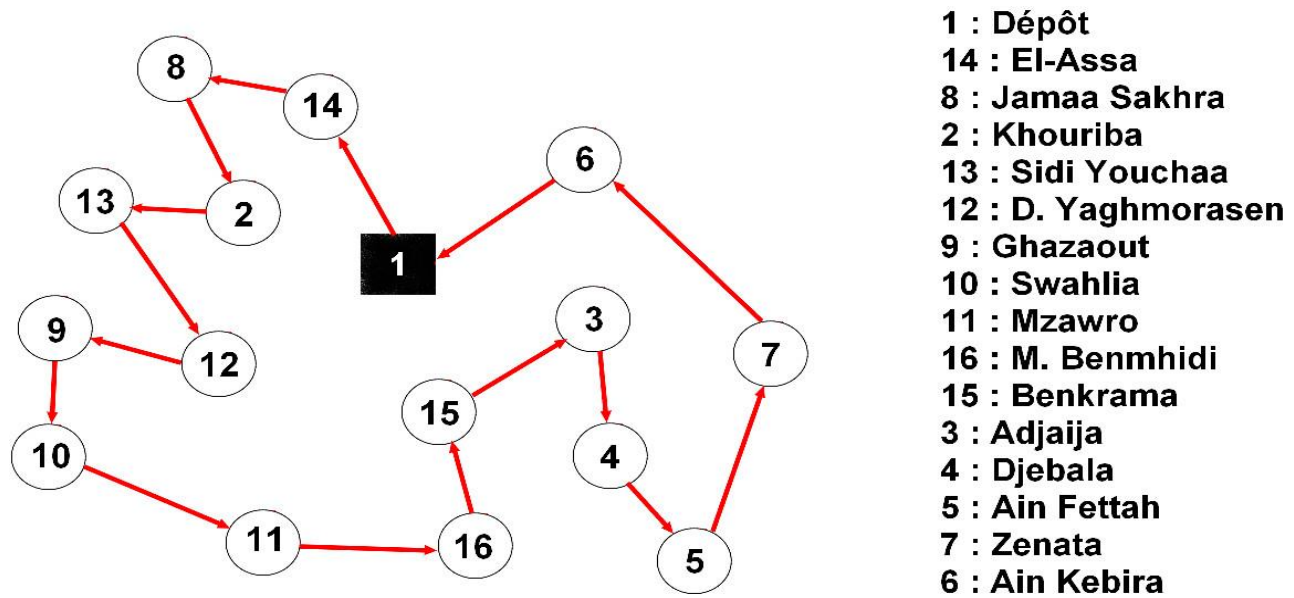 8
14
6
13
2
1
3
9
12
7
15
4
10
11
16
5
1 : Dépôt
14 : El-Assa
8 : Jamaa Sakhra
2 : Khouriba
13 : Sidi Youchaa
12 : D. Yaghmorasen
9 : Ghazaout
10 : Swahlia
11 : Mzawro
16 : M. Benmhidi
15 : Benkrama
3 : Adjaija
4 : Djebala
5 : Ain Fettah
7 : Zenata
6 : Ain Kebira